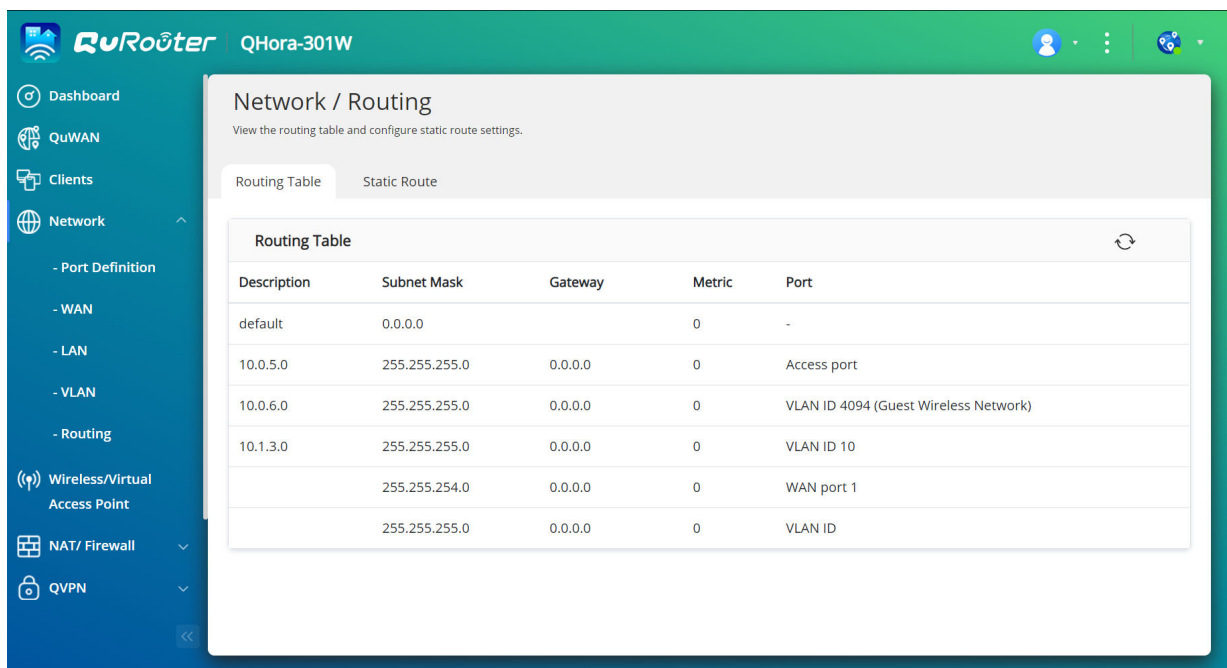 QuRouter QHora-301W
Dashboard
QuWAN
Clients
Network
- Port Definition
- WAN
- LAN
- VLAN
- Routing
Wireless/Virtual
Access Point
NAT/ Firewall
QVPN
Network / Routing
View the routing table and configure static route settings.
Routing Table Static Route
Routing Table
Description Subnet Mask Gateway Metric Port
default 0.0.0.0 0 -
10.0.5.0 255.255.255.0 0.0.0.0 0 Access port
10.0.6.0 255.255.255.0 0.0.0.0 0 VLAN ID 4094 (Guest Wireless Network)
10.1.3.0 255.255.255.0 0.0.0.0 0 VLAN ID 10
255.255.254.0 0.0.0.0 0 WAN port 1
255.255.255.0 0.0.0.0 0 VLAN ID